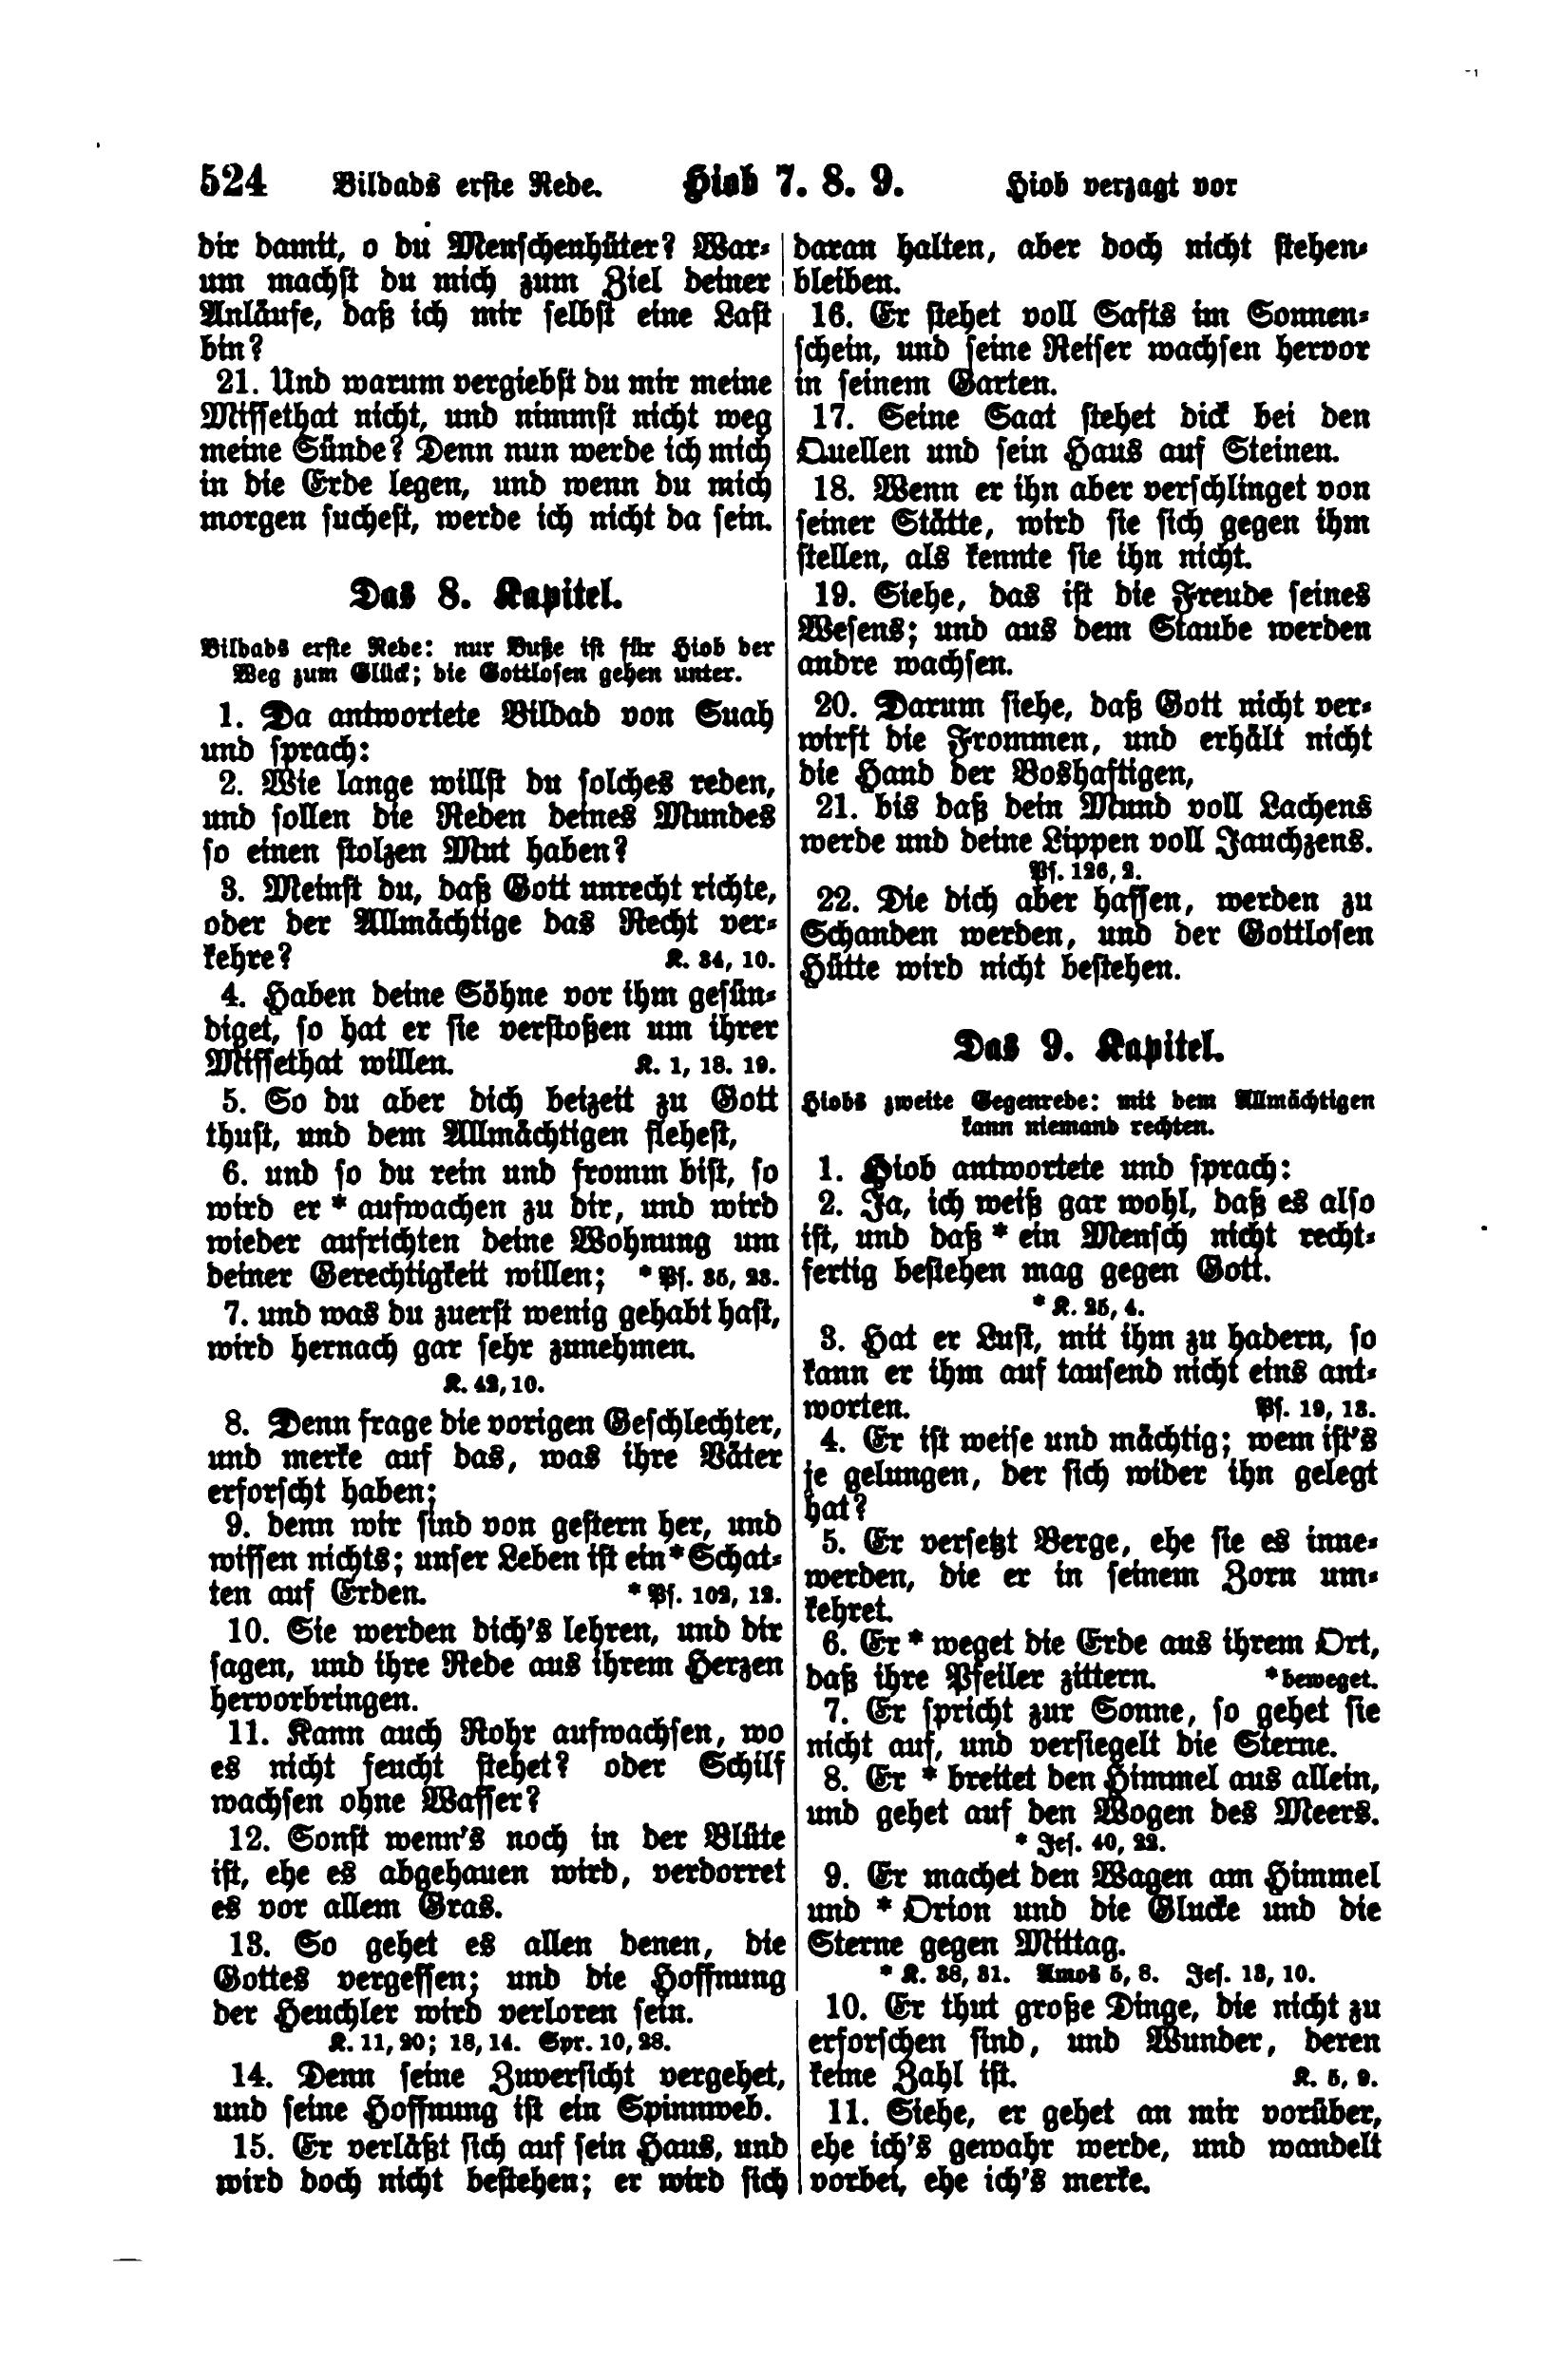 524 Bildads erste Rede. Hiob 7. 8. 9. Hiob verzagt vor
dir damit, o du Menschenhüter? War-
um machst du mich zum Ziel deiner
Anläufe, daß ich mir selbst eine Last
bin?
21. Und warum vergiebst du mir meine
Missethat nicht, und nimmst nicht weg
meine Sünde? Denn nun werde ich mich
in die Erde legen, und wenn du mich
morgen suchest, werde ich nicht da sein.
Das 8. Kapitel.
Bildads erste Rede: nur Buße ist für Hiob der
Weg zum Glück; die Gottlosen gehen unter.
1. Da antwortete Bildad von Suah
und sprach:
2. Wie lange willst du solches reden,
und sollen die Reden deines Mundes
so einen stolzen Mut haben?
3. Meinst du, daß Gott unrecht richte,
oder der Allmächtige das Recht ver-
kehre? K. 34, 10.
4. Haben deine Söhne vor ihm gesün-
diget, so hat er sie verstoßen um ihrer
Missethat willen. K. 1, 18. 19.
5. So du aber dich beizeit zu Gott
thust, und dem Allmächtigen flehest,
6. und so du rein und fromm bist, so
wird er * aufwachen zu dir, und wird
wieder aufrichten deine Wohnung um
deiner Gerechtigkeit willen; * Ps. 35, 23.
7. und was du zuerst wenig gehabt hast,
wird hernach gar sehr zunehmen.
K. 42, 10.
8. Denn frage die vorigen Geschlechter,
und merke auf das, was ihre Väter
erforscht haben;
9. denn wir sind von gestern her, und
wissen nichts; unser Leben ist ein * Schat-
ten auf Erden. * Ps. 102, 12.
10. Sie werden dich's lehren, und dir
sagen, und ihre Rede aus ihrem Herzen
hervorbringen.
11. Kann auch Rohr aufwachsen, wo
es nicht feucht stehet? oder Schilf
wachsen ohne Wasser?
12. Sonst wenn's noch in der Blüte
ist, ehe es abgehauen wird, verdorret
es vor allem Gras.
13. So gehet es allen denen, die
Gottes vergessen; und die Hoffnung
der Heuchler wird verloren sein.
K. 11, 20; 18, 14. Spr. 10, 28.
14. Denn seine Zuversicht vergehet,
und seine Hoffnung ist ein Spinnweb.
15. Er verläßt sich auf sein Haus, und
wird doch nicht bestehen; er wird sich
daran halten, aber doch nicht stehen-
bleiben.
16. Er stehet voll Safts im Sonnen-
schein, und seine Reiser wachsen hervor
in seinem Garten.
17. Seine Saat stehet dick bei den
Quellen und sein Haus auf Steinen.
18. Wenn er ihn aber verschlinget von
seiner Stätte, wird sie sich gegen ihm
stellen, als kennte sie ihn nicht.
19. Siehe, das ist die Freude seines
Wesens; und aus dem Staube werden
andre wachsen.
20. Darum siehe, daß Gott nicht ver-
wirft die Frommen, und erhält nicht
die Hand der Boshaftigen,
21. bis daß dein Mund voll Lachens
werde und deine Lippen voll Jauchzens.
Ps. 126, 2.
22. Die dich aber hassen, werden zu
Schanden werden, und der Gottlosen
Hütte wird nicht bestehen.
Das 9. Kapitel.
Hiobs zweite Gegenrede: mit dem Allmächtigen
kann niemand rechten.
1. Hiob antwortete und sprach:
2. Ja, ich weiß gar wohl, daß es also
ist, und daß * ein Mensch nicht recht-
fertig bestehen mag gegen Gott.
* K. 25, 4.
3. Hat er Lust, mit ihm zu hadern, so
kann er ihm auf tausend nicht eins ant-
worten. Ps. 19, 13.
4. Er ist weise und mächtig; wem ist's
je gelungen, der sich wider ihn gelegt
hat?
5. Er versetzt Berge, ehe sie es inne-
werden, die er in seinem Zorn um-
kehret.
6. Er * weget die Erde aus ihrem Ort,
daß ihre Pfeiler zittern. * beweget.
7. Er spricht zur Sonne, so gehet sie
nicht auf, und versiegelt die Sterne.
8. Er * breitet den Himmel aus allein,
und gehet auf den Wogen des Meers.
* Jes. 40, 22.
9. Er machet den Wagen am Himmel
und * Orion und die Glucke und die
Sterne gegen Mittag.
* K. 38, 31. Amos 5, 8. Jes. 13, 10.
10. Er thut große Dinge, die nicht zu
erforschen sind, und Wunder, deren
keine Zahl ist. K. 5, 9.
11. Siehe, er gehet an mir vorüber,
ehe ich's gewahr werde, und wandelt
vorbei, ehe ich's merke.